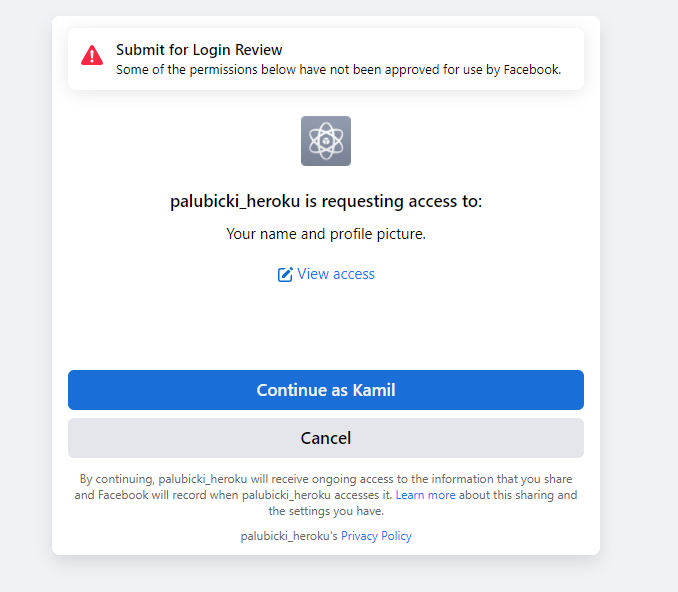 Submit for Login Review
Some of the permissions below have not been approved for use by Facebook.
palubicki_heroku is requesting access to:
Your name and profile picture.
View access
Continue as Kamil
Cancel
By continuing, palubicki_heroku will receive ongoing access to the information that you share
and Facebook will record when palubicki_heroku accesses it. Learn more about this sharing and
the settings you have.
palubicki_heroku's Privacy Policy